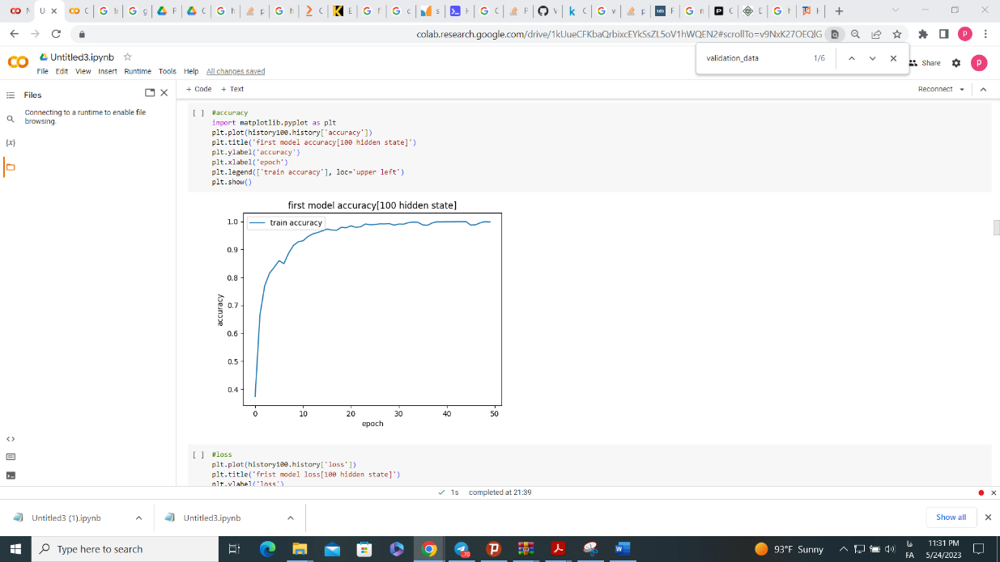 colab.research.google.com/drive/1kUueCFKbaQrbixcEYkSsZL5oV1hWQEN2#scrollTo=v9NxK27OEQlG
validation_data 1/6
Untitled3.ipynb
File Edit View Insert Runtime Tools Help All changes saved
Share
P
Files
Connecting to a runtime to enable file
browsing.
+ Code + Text
Reconnect
[ ] #accuracy
import matplotlib.pyplot as plt
plt.plot(history100.history['accuracy'])
plt.title('first model accuracy[100 hidden state]')
plt.ylabel('accuracy')
plt.xlabel('epoch')
plt.legend(['train accuracy'], loc='upper left')
plt.show()
first model accuracy[100 hidden state]
train accuracy
1.0
0.9
0.8
0.7
0.6
0.5
0.4
accuracy
0 10 20 30 40 50
epoch
[ ] #loss
plt.plot(history100.history['loss'])
plt.title('frist model loss[100 hidden state]')
plt.ylabel('loss')
1s completed at 21:39
Untitled3 (1).ipynb
Untitled3.ipynb
Show all
Type here to search
70
93°F Sunny
فا
FA
11:31 PM
5/24/2023